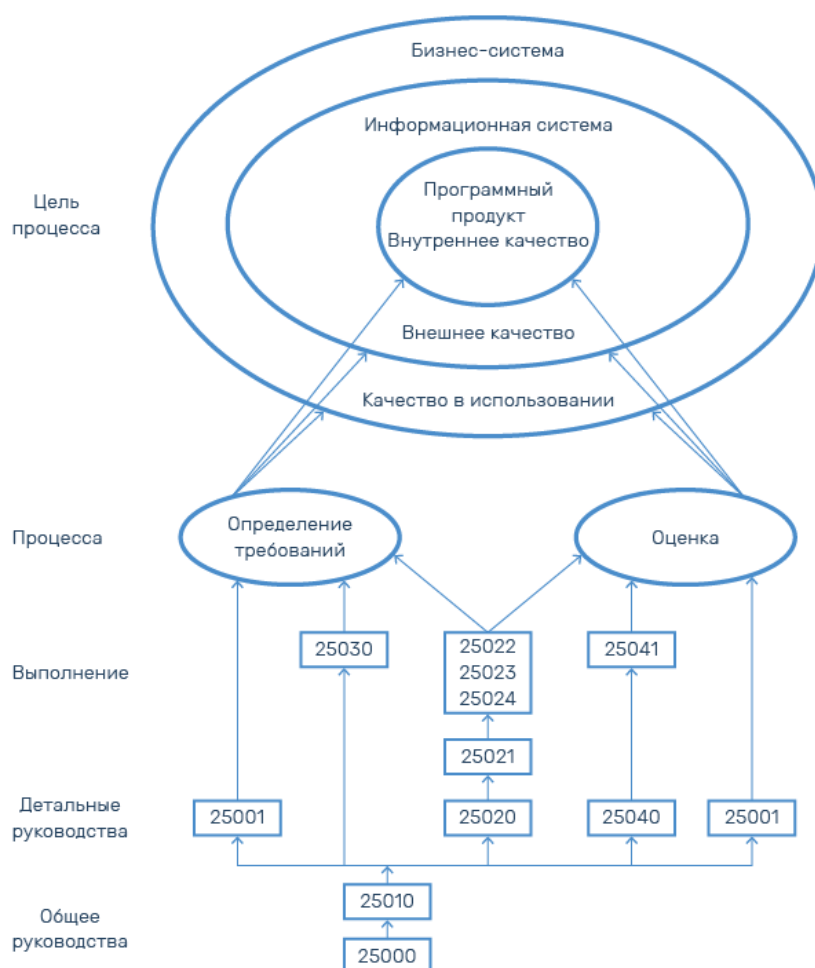 Бизнес-система
Информационная система
Программный
продукт
Внутреннее качество
Цель
процесса
Внешнее качество
Качество в использовании
Процесса
Определение
требований
Оценка
Выполнение
25030
25022
25023
25024
25041
25021
Детальные
руководства
25001
25020
25040
25001
25010
Общее
руководства
25000